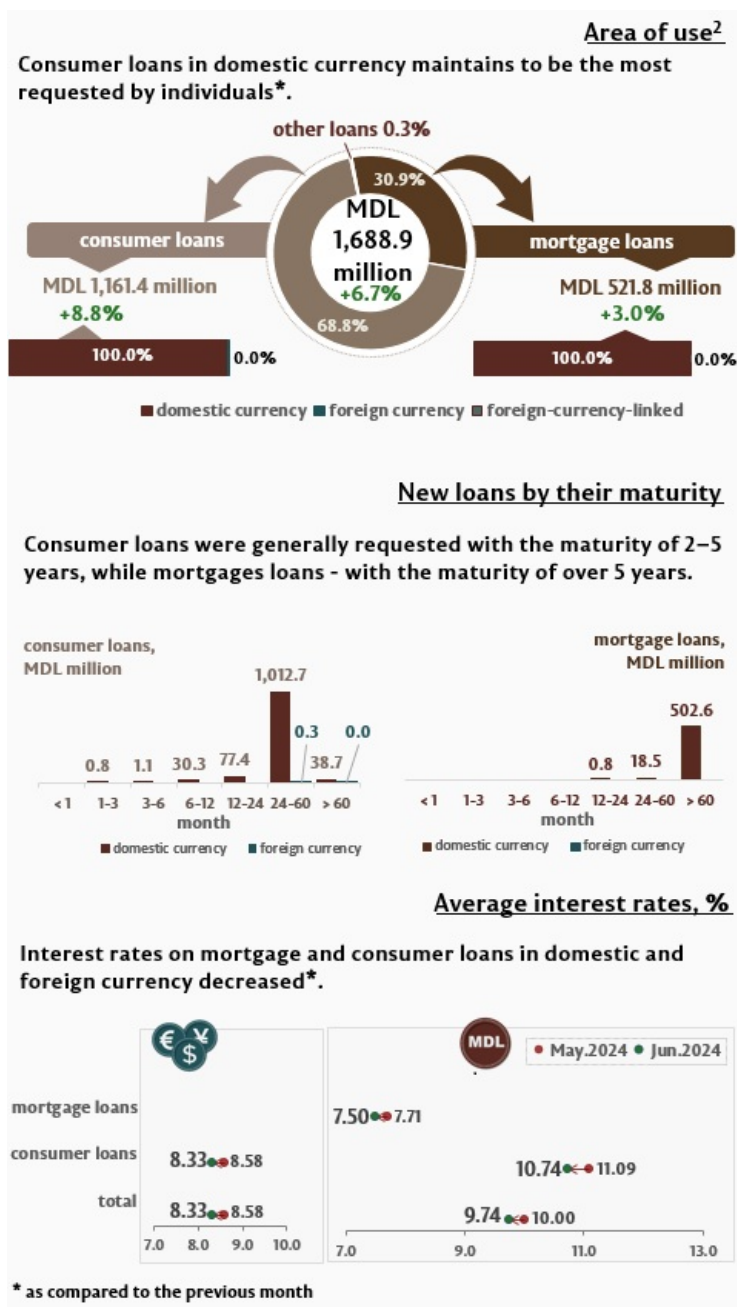 Area of use2
Consumer loans in domestic currency maintains to be the most
requested by individuals*.
other loans 0.3%
30.9%
MDL
1,688.9
million
+6.7%
68.8%
consumer loans
MDL 1,161.4 million
+8.8%
100.0%
0.0%
mortgage loans
MDL 521.8 million
+3.0%
100.0%
0.0%
domestic currency foreign currency foreign-currency-linked
New loans by their maturity
Consumer loans were generally requested with the maturity of 2–5
years, while mortgages loans - with the maturity of over 5 years.
consumer loans,
MDL million
1,012.7
0.3 0.0
0.8 1.1 30.3 77.4 38.7
< 1 1-3 3-6 6-12 12-24 24-60 > 60
month
domestic currency foreign currency
mortgage loans,
MDL million
502.6
0.8 18.5
< 1 1-3 3-6 6-12 12-24 24-60 > 60
month
domestic currency foreign currency
Average interest rates, %
Interest rates on mortgage and consumer loans in domestic and
foreign currency decreased*.
€ ¥
$
MDL
May.2024 Jun.2024
mortgage loans
7.50 7.71
consumer loans
8.33 8.58
10.74 11.09
total
8.33 8.58
9.74 10.00
7.0 8.0 9.0 10.0
7.0 9.0 11.0 13.0
* as compared to the previous month